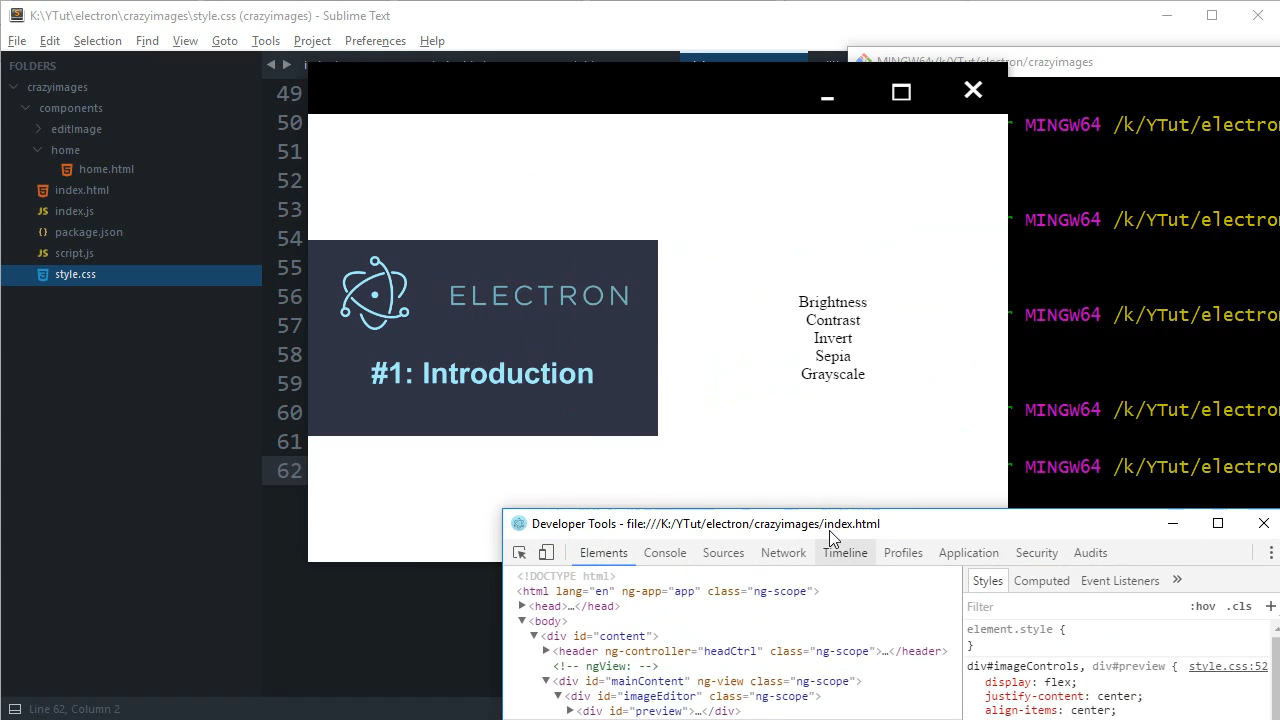 K:\YTut\electron\crazyimages\style.css (crazyimages) - Sublime Text
File Edit Selection Find View Goto Tools Project Preferences Help
FOLDERS
crazyimages
components
editImage
home
home.html
index.html
index.js
package.json
script.js
style.css
49
50
51
52
53
54
55
56
57
58
59
60
61
62
MINGW64:/k/YTut/electron/crazyimages
MINGW64 /k/YTut/electro
MINGW64 /k/YTut/electro
MINGW64 /k/YTut/electro
MINGW64 /k/YTut/electro
MINGW64 /k/YTut/electro
ELECTRON
#1: Introduction
Brightness
Contrast
Invert
Sepia
Grayscale
Developer Tools - file:///K:/YTut/electron/crazyimages/index.html
Elements Console Sources Network Timeline Profiles Application Security Audits
<!DOCTYPE html>
<html lang="en" ng-app="app" class="ng-scope">
<head>…</head>
<body>
<div id="content">
<header ng-controller="headCtrl" class="ng-scope">…</header>
<!-- ngView: -->
<div id="mainContent" ng-view class="ng-scope">
<div id="imageEditor" class="ng-scope">
<div id="preview">…</div>
Styles Computed Event Listeners »
Filter :hov .cls +
element.style {
}
div#imageControls, div#preview { style.css:52
display: flex;
justify-content: center;
align-items: center;
Line 62, Column 2